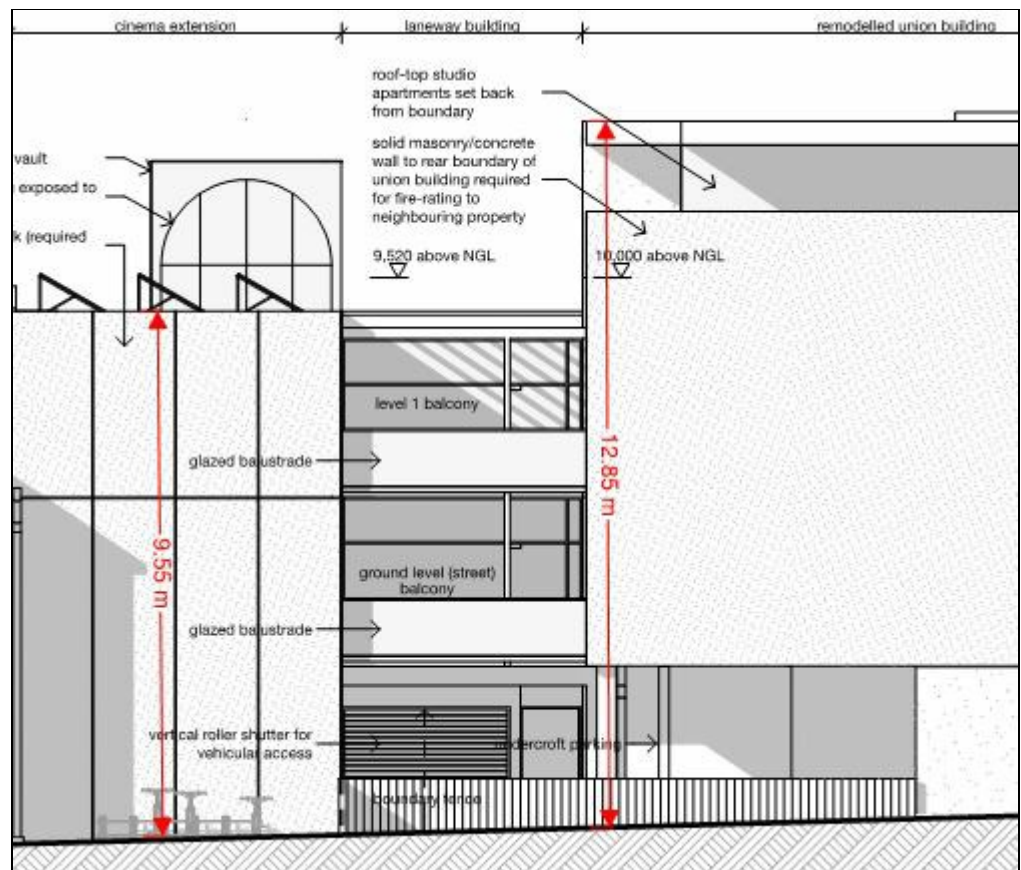 cinema extension
laneway building
remodelled union building
roof-top studio
apartments set back
from boundary
solid masonry/concrete
wall to rear boundary of
union building required
for fire-rating to
neighbouring property
vault
exposed to
k (required
9,520 above NGL
10,000 above NGL
level 1 balcony
glazed balustrade
12.85 m
9.55 m
ground level (street)
balcony
glazed balustrade
vertical roller shutter for
vehicular access
undercroft parking
boundary fence